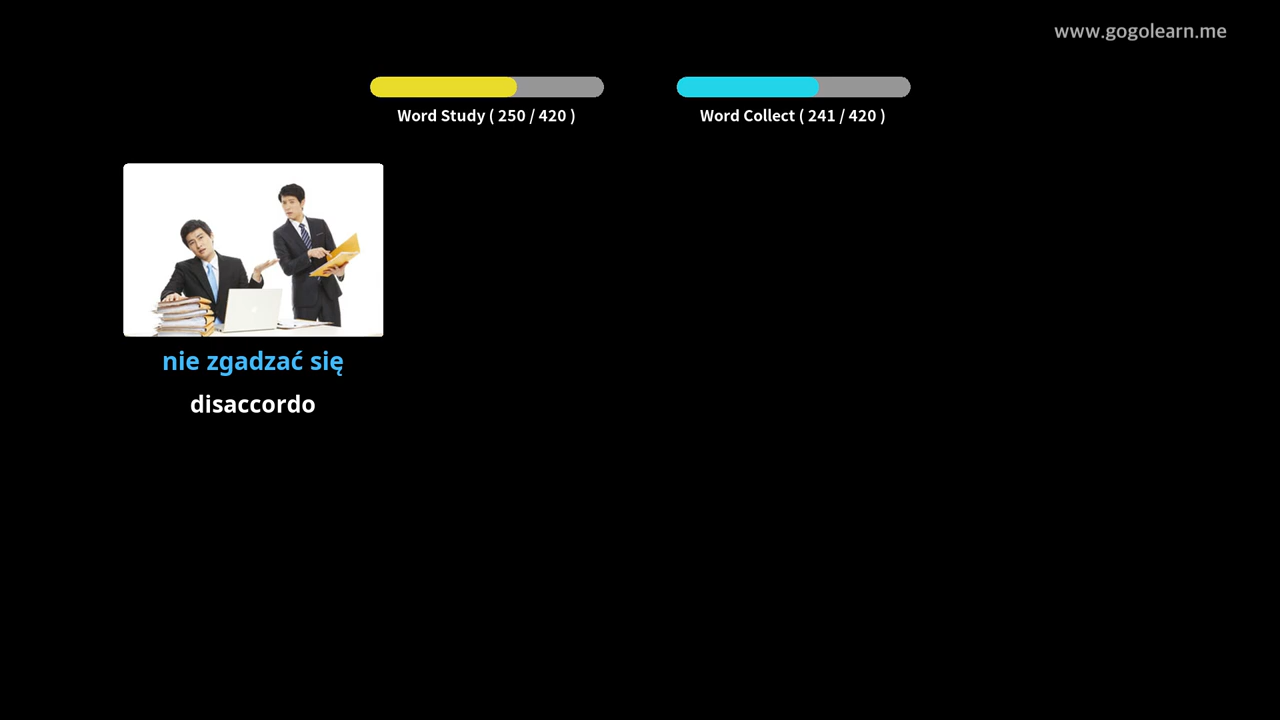 www.gogolearn.me
Word Study ( 250 / 420 )
Word Collect ( 241 / 420 )
nie zgadzać się
disaccordo